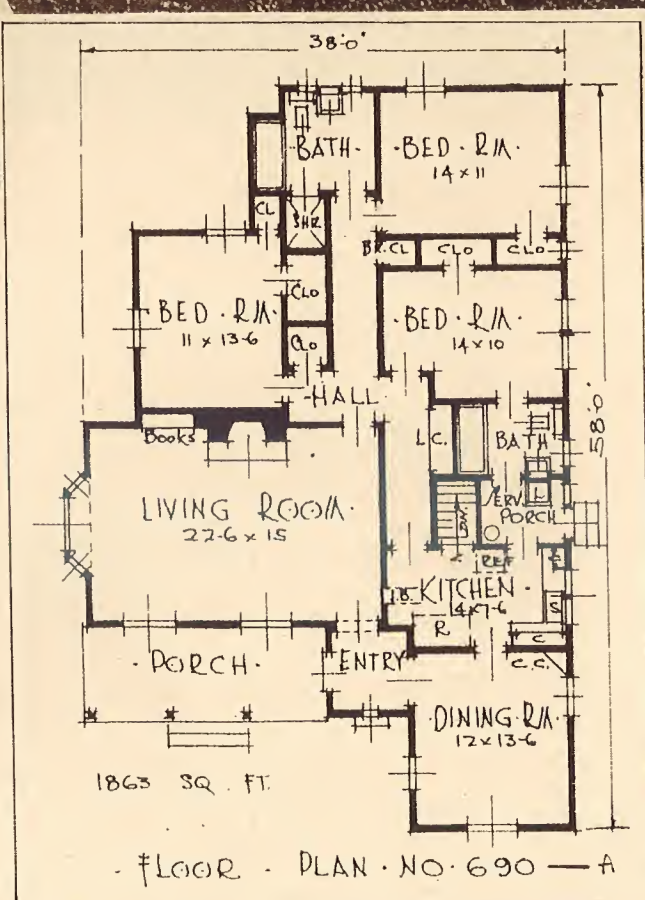 38'-0"
·BATH·
·BED·RM·
14 x 11
CL
SHR
BR.CL
CLO
CLO
·BED·RM·
11 x 13-6
CLO
CLO
·BED·RM·
14 x 10
·HALL·
58'-0"
Books
L.C.
BATH
LIVING ROOM·
22-6 x 15
SERV.
PORCH
L
DN.
REF
C
I.B.
KITCHEN·
14x7-6
S
R
C
·PORCH·
ENTRY
C.C.
·DINING·RM·
12 x 13-6
1863 SQ. FT.
·FLOOR·PLAN·NO·690—A